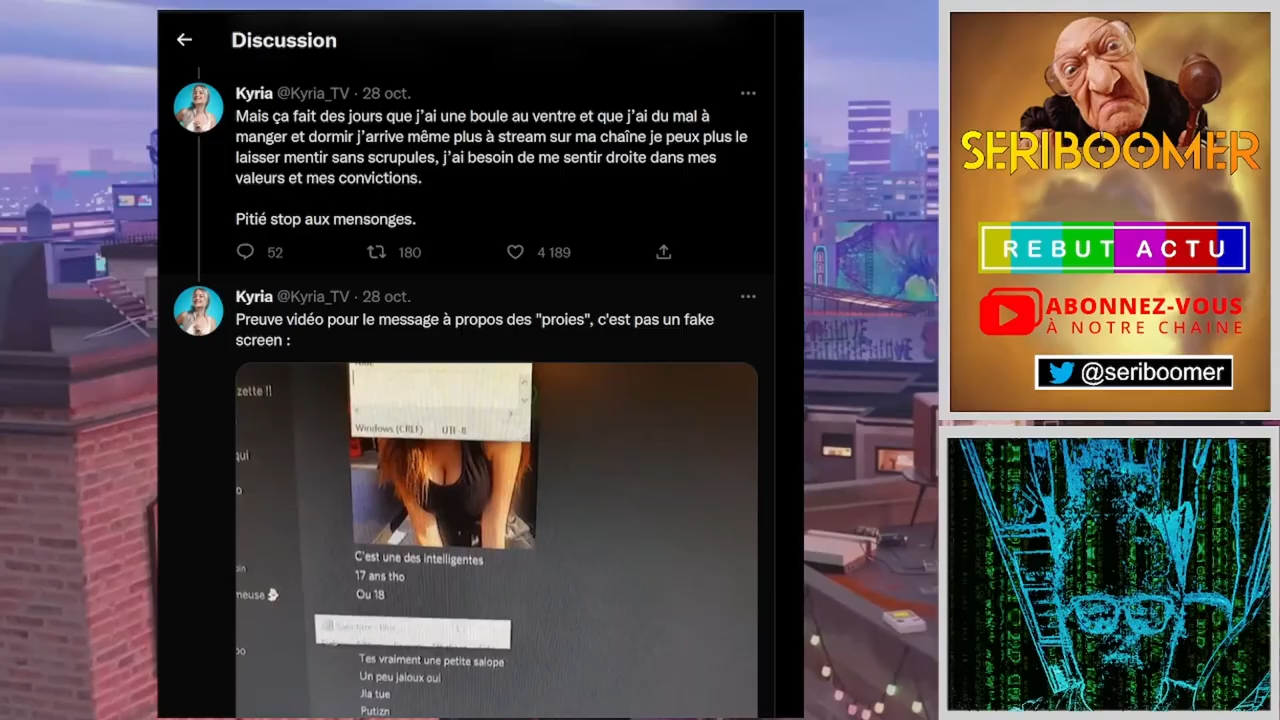 Discussion
Kyria @Kyria_TV · 28 oct.
Mais ça fait des jours que j'ai une boule au ventre et que j'ai du mal à
manger et dormir j'arrive même plus à stream sur ma chaîne je peux plus le
laisser mentir sans scrupules, j'ai besoin de me sentir droite dans mes
valeurs et mes convictions.
Pitié stop aux mensonges.
52 180 4 189
Kyria @Kyria_TV · 28 oct.
Preuve vidéo pour le message à propos des "proies", c'est pas un fake
screen :
zette !!
Windows (CRLF) UTF-8
qui
C'est une des intelligentes
17 ans tho
Ou 18
neuse
Tes vraiment une petite salope
Un peu jaloux oui
Jla tue
Putizn
SERIBOOMER
REBUT ACTU
ABONNEZ-VOUS
À NOTRE CHAINE
@seriboomer